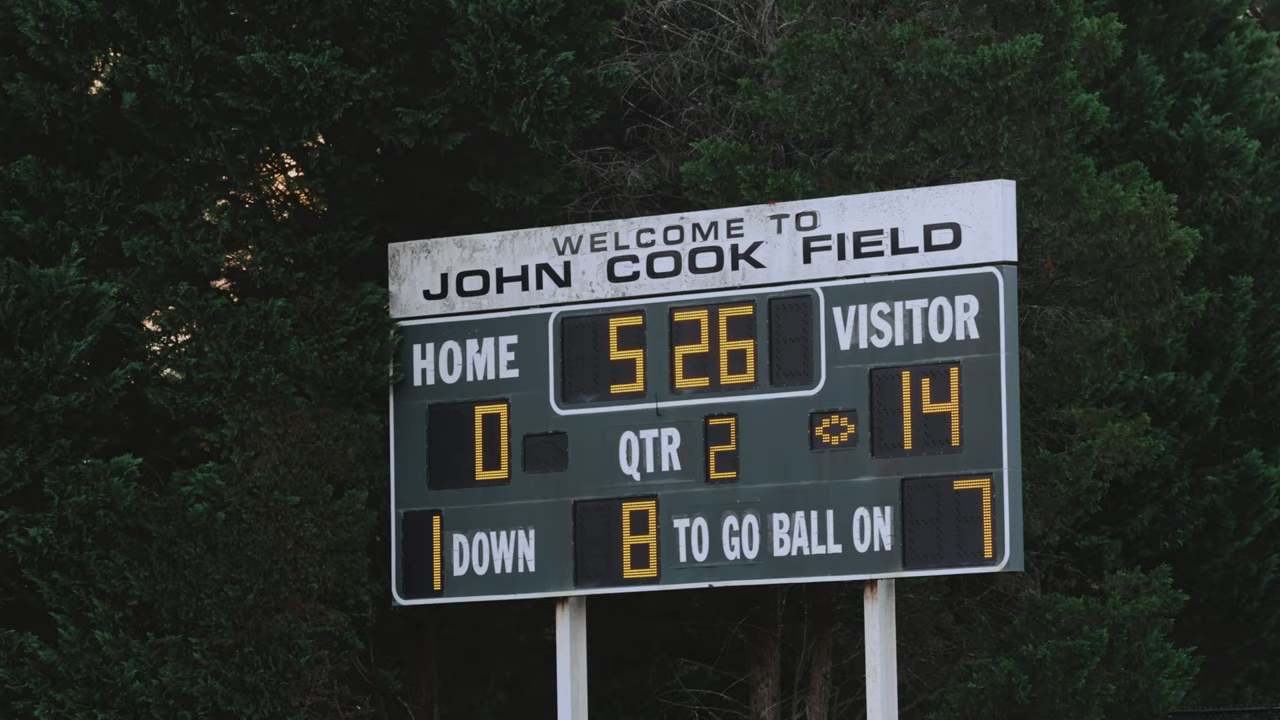 WELCOME TO
JOHN COOK FIELD
HOME 5 26 VISITOR
0 QTR 2 14
1 DOWN 8 TO GO BALL ON 7